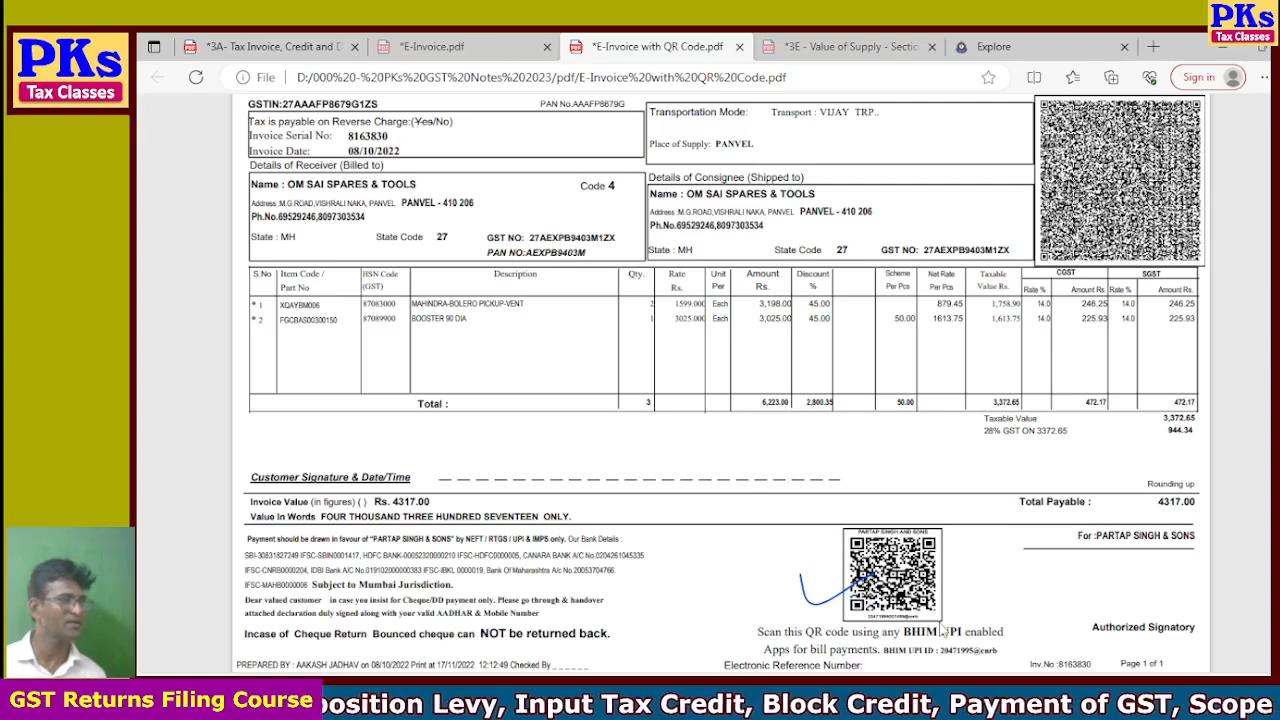 PKs
Tax Classes
PKs
Tax Classes
*3A- Tax Invoice, Credit and D
*E-Invoice.pdf
*E-Invoice with QR Code.pdf
*3E - Value of Supply - Sectio
Explore
File
D:/000%20-%20PKs%20GST%20Notes%202023/pdf/E-Invoice%20with%20QR%20Code.pdf
Sign in
GSTIN:27AAAFP8679G1ZS PAN No.AAAFP8679G
Tax is payable on Reverse Charge:(Yes/No)
Invoice Serial No: 8163830
Invoice Date: 08/10/2022
Transportation Mode: Transport : VIJAY TRP..
Place of Supply: PANVEL
Details of Receiver (Billed to)
Name : OM SAI SPARES & TOOLS Code 4
Address :M.G.ROAD,VISHRALI NAKA, PANVEL PANVEL - 410 206
Ph.No.69529246,8097303534
State : MH State Code 27 GST NO: 27AEXPB9403M1ZX
PAN NO:AEXPB9403M
Details of Consignee (Shipped to)
Name : OM SAI SPARES & TOOLS
Address :M.G.ROAD,VISHRALI NAKA, PANVEL PANVEL - 410 206
Ph.No.69529246,8097303534
State : MH State Code 27 GST NO: 27AEXPB9403M1ZX
S.No Item Code / Part No HSN Code (GST) Description Qty. Rate Rs. Unit Per Amount Rs. Discount % Scheme Per Pcs Net Rate Per Pcs Taxable Value Rs. CGST Rate % Amount Rs. SGST Rate % Amount Rs.
* 1 XQAYBM006 87083000 MAHINDRA-BOLERO PICKUP-VENT 2 1599.000 Each 3,198.00 45.00 879.45 1,758.90 14.0 246.25 14.0 246.25
* 2 FGCBAS00300150 87089900 BOOSTER 90 DIA 1 3025.000 Each 3,025.00 45.00 50.00 1613.75 1,613.75 14.0 225.93 14.0 225.93
Total : 3 6,223.00 2,800.35 50.00 3,372.65 472.17 472.17
Taxable Value 3,372.65
28% GST ON 3372.65 944.34
Customer Signature & Date/Time
Rounding up
Invoice Value (in figures) ( ) Rs. 4317.00 Total Payable : 4317.00
Value in Words FOUR THOUSAND THREE HUNDRED SEVENTEEN ONLY.
Payment should be drawn in favour of "PARTAP SINGH & SONS" by NEFT / RTGS / UPI & IMPS only. Our Bank Details :
SBI-30831827249 IFSC-SBIN0001417, HDFC BANK-00052320000210 IFSC-HDFC0000005, CANARA BANK A/C No.0204261045335
IFSC-CNRB0000204, IDBI Bank A/C No.019102000000383 IFSC-IBKL 0000019, Bank Of Maharashtra A/c No.20053704766.
IFSC-MAHB0000006 Subject to Mumbai Jurisdiction.
Dear valued customer in case you insist for Cheque/DD payment only. Please go through & handover
attached declaration duly signed along with your valid AADHAR & Mobile Number
Incase of Cheque Return Bounced cheque can NOT be returned back.
PARTAP SINGH AND SONS
Scan this QR code using any BHIM UPI enabled
Apps for bill payments. BHIM UPI ID : 20471995@cnrb
For :PARTAP SINGH & SONS
Authorized Signatory
PREPARED BY : AAKASH JADHAV on 08/10/2022 Print at 17/11/2022 12:12:49 Checked By _ _ _ _ _ _
Electronic Reference Number:
Inv.No :8163830 Page 1 of 1
GST Returns Filing Course
position Levy, Input Tax Credit, Block Credit, Payment of GST, Scope